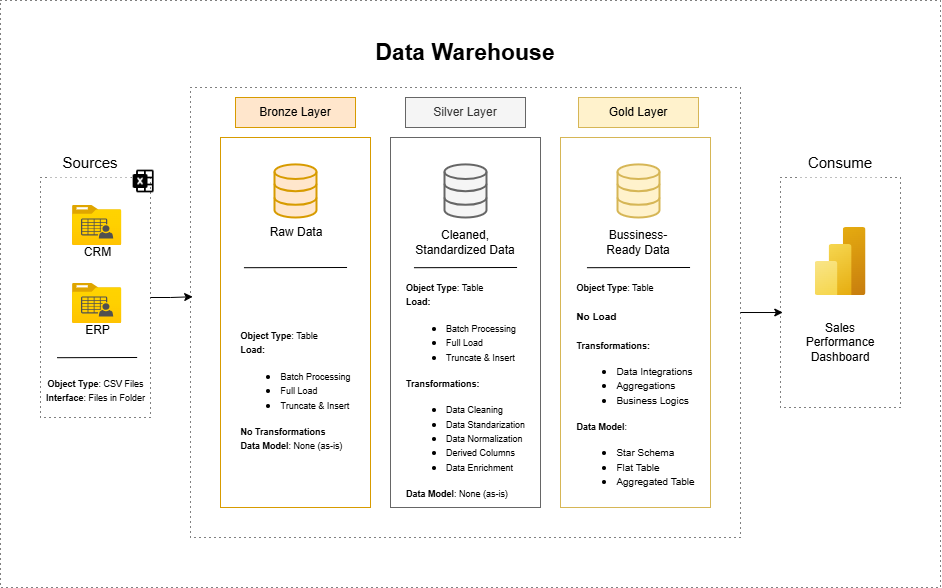 Data Warehouse
Sources
CRM
ERP
Object Type: CSV Files
Interface: Files in Folder
Bronze Layer
Raw Data
Object Type: Table
Load:
Batch Processing
Full Load
Truncate & Insert
No Transformations
Data Model: None (as-is)
Silver Layer
Cleaned,
Standardized Data
Object Type: Table
Load:
Batch Processing
Full Load
Truncate & Insert
Transformations:
Data Cleaning
Data Standarization
Data Normalization
Derived Columns
Data Enrichment
Data Model: None (as-is)
Gold Layer
Bussiness-
Ready Data
Object Type: Table
No Load
Transformations:
Data Integrations
Aggregations
Business Logics
Data Model:
Star Schema
Flat Table
Aggregated Table
Consume
Sales
Performance
Dashboard